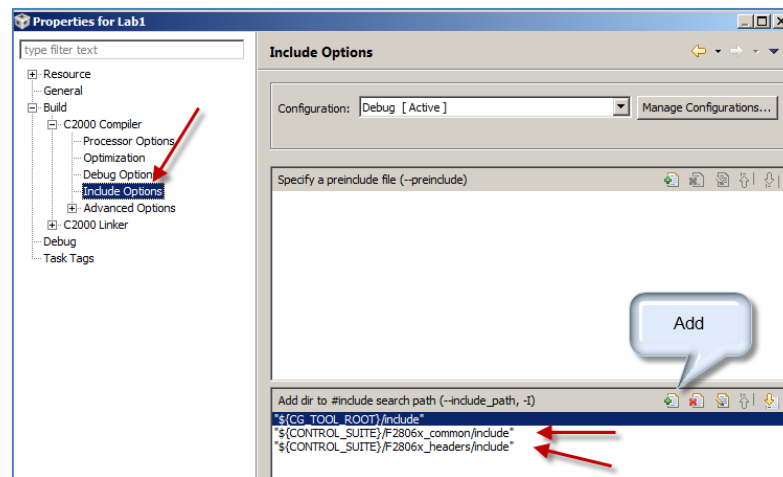 Properties for Lab1
type filter text
Resource
General
Build
C2000 Compiler
Processor Options
Optimization
Debug Options
Include Options
Advanced Options
C2000 Linker
Debug
Task Tags
Include Options
Configuration: Debug [ Active ] Manage Configurations...
Specify a preinclude file (--preinclude)
Add
Add dir to #include search path (--include_path, -I)
"${CG_TOOL_ROOT}/include"
"${CONTROL_SUITE}/F2806x_common/include"
"${CONTROL_SUITE}/F2806x_headers/include"